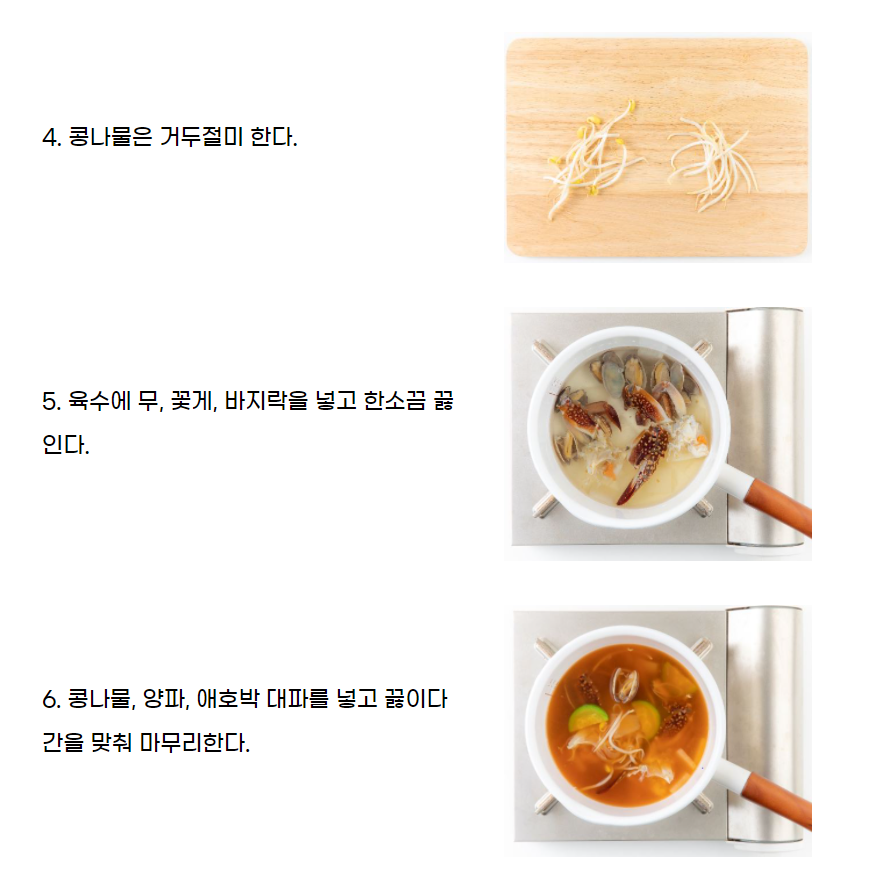 4. 콩나물은 거두절미 한다.
5. 육수에 무, 꽃게, 바지락을 넣고 한소끔 끓
인다.
6. 콩나물, 양파, 애호박 대파를 넣고 끓이다
간을 맞춰 마무리한다.